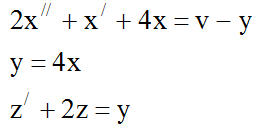 2x// + x/ + 4x = v − y
y = 4x
z/ + 2z = y